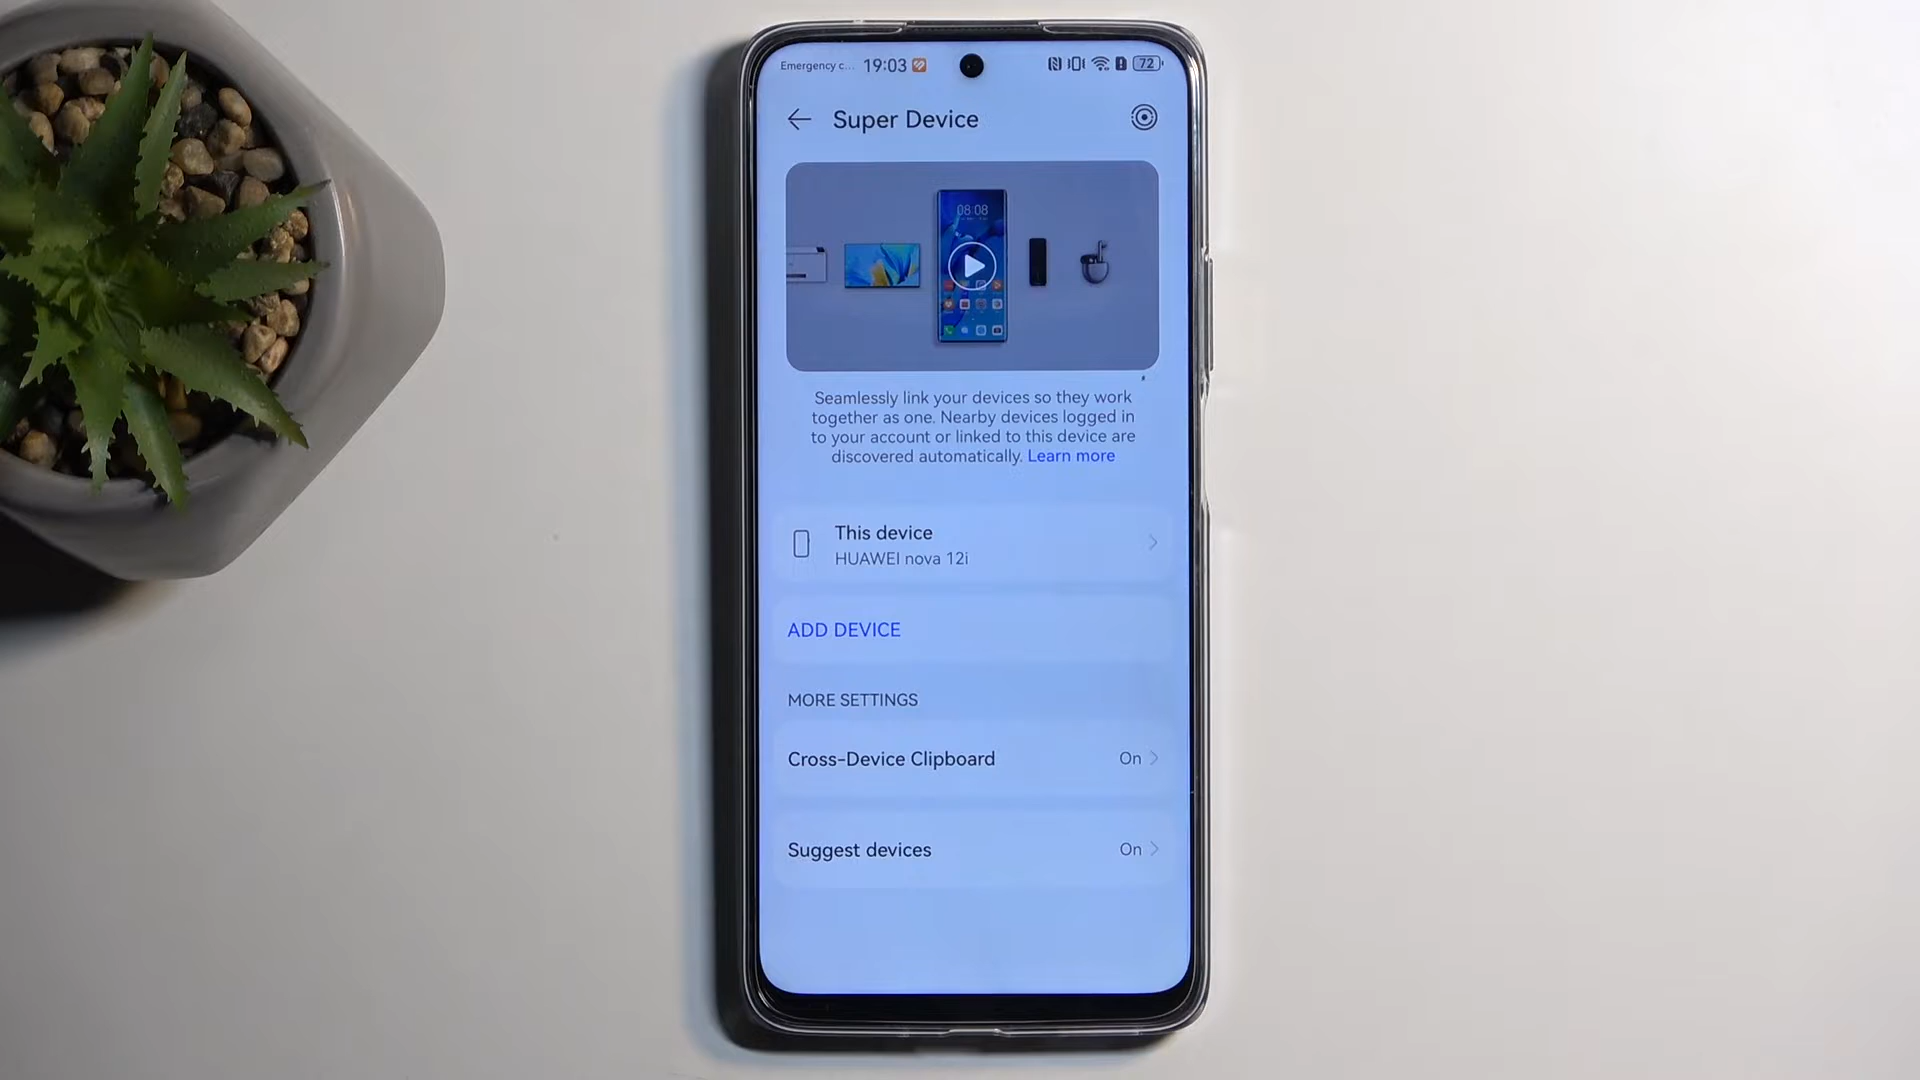 Emergency c... 19:03 72
Super Device
08:08
Seamlessly link your devices so they work
together as one. Nearby devices logged in
to your account or linked to this device are
discovered automatically. Learn more
This device
HUAWEI nova 12i
ADD DEVICE
MORE SETTINGS
Cross-Device Clipboard On
Suggest devices On